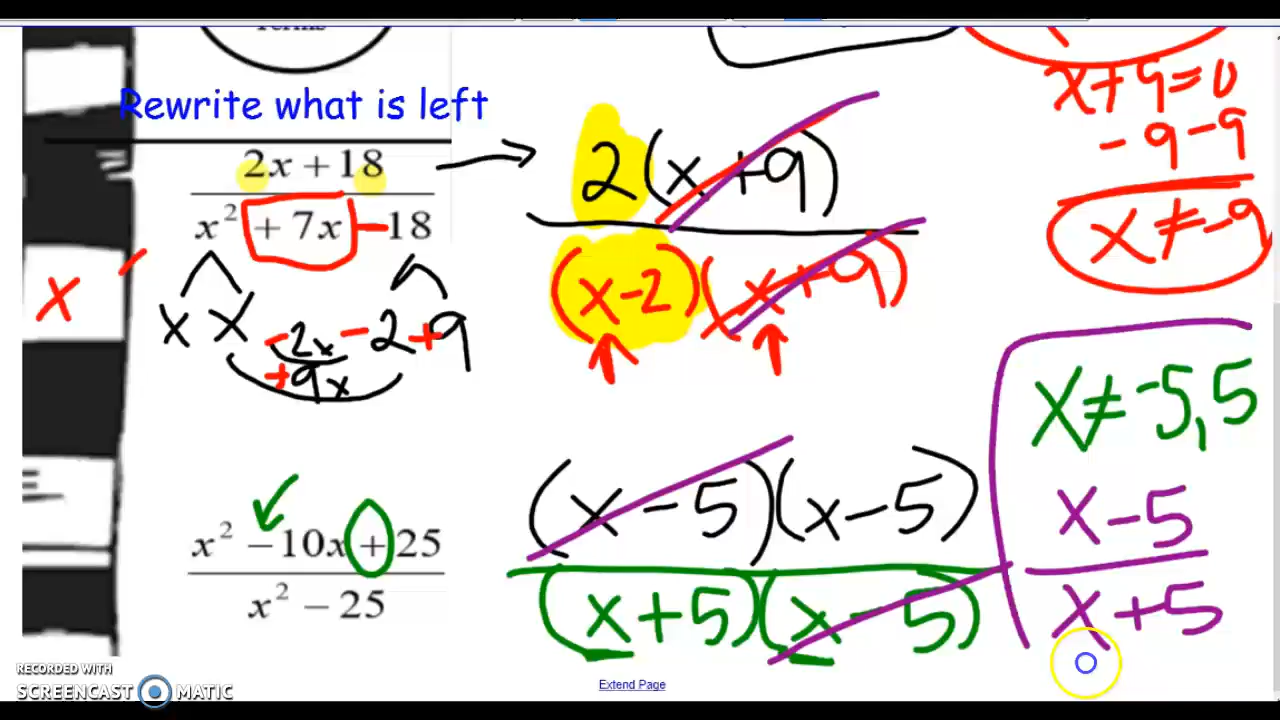 Terms
Rewrite what is left
2x + 18
x² + 7x - 18
x x - 2 + 9
- 2x
+ 9x
x
2(x + 9)
(x - 2)(x + 9)
x + 9 = 0
- 9 - 9
x ≠ -9
x² - 10x + 25
x² - 25
(x - 5)(x - 5)
(x + 5)(x - 5)
x ≠ -5, 5
x - 5
x + 5
RECORDED WITH
SCREENCAST MATIC
Extend Page